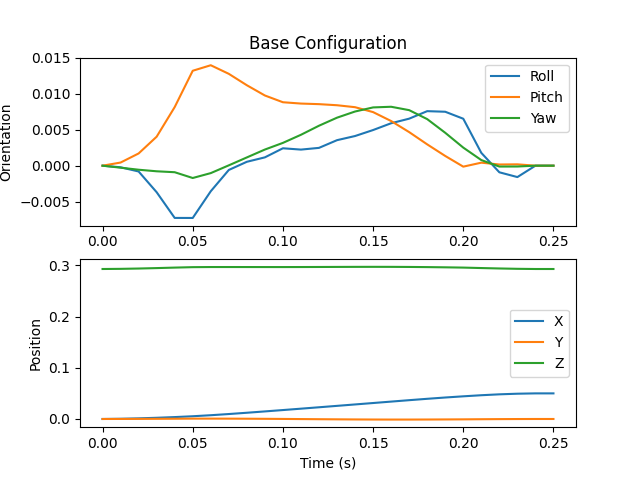 Base Configuration
Orientation
0.015
0.010
0.005
0.000
−0.005
Roll
Pitch
Yaw
0.00 0.05 0.10 0.15 0.20 0.25
Position
0.3
0.2
0.1
0.0
X
Y
Z
0.00 0.05 0.10 0.15 0.20 0.25
Time (s)